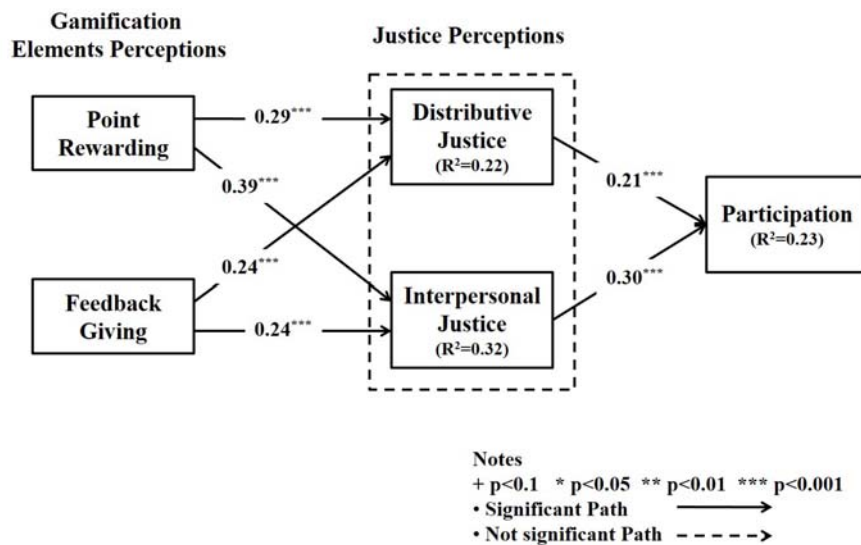 Gamification
Elements Perceptions
Justice Perceptions
Point
Rewarding
0.29***
Distributive
Justice
(R²=0.22)
0.39***
0.21***
Participation
(R²=0.23)
0.24***
0.30***
Feedback
Giving
0.24***
Interpersonal
Justice
(R²=0.32)
Notes
+ p<0.1 * p<0.05 ** p<0.01 *** p<0.001
• Significant Path
• Not significant Path